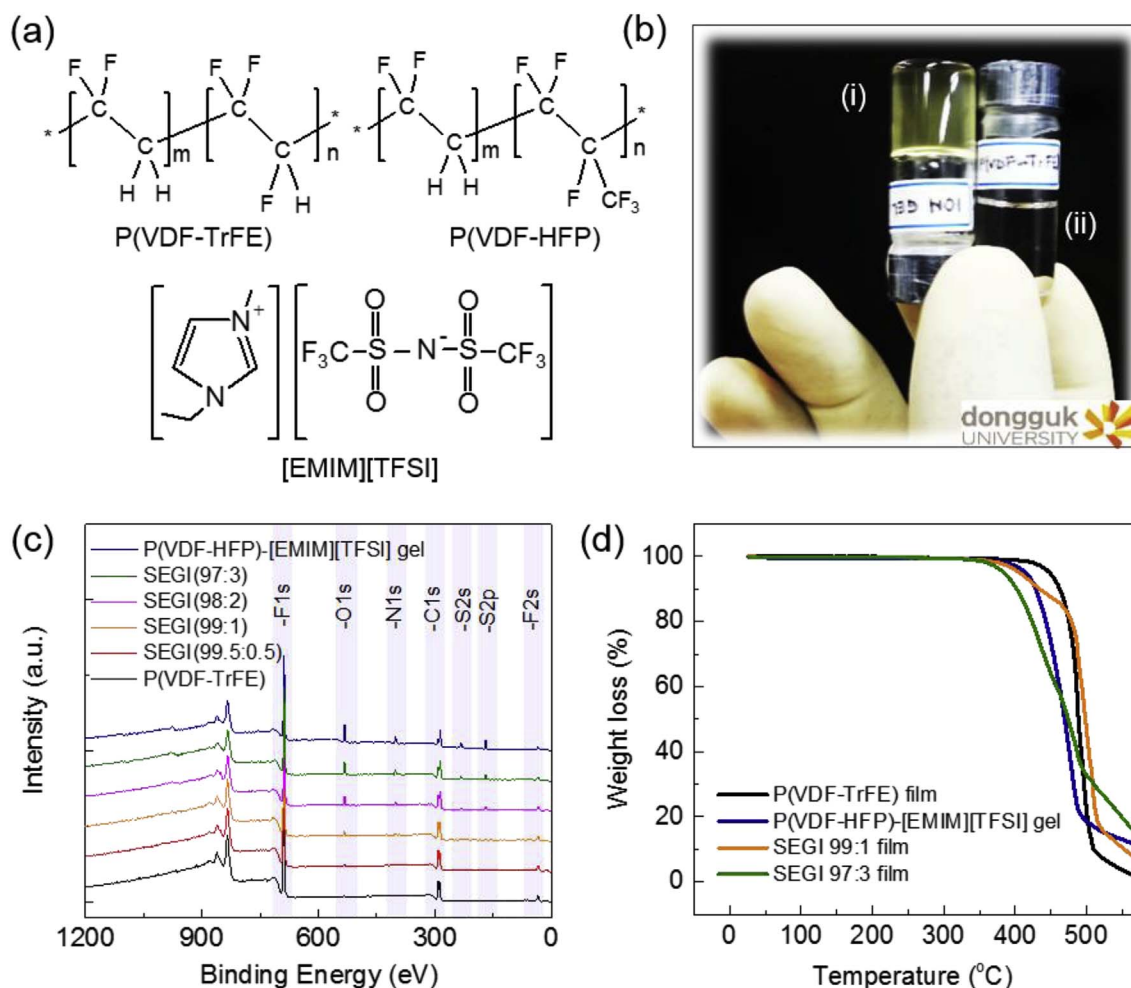 (a)
F F F F F F F F
* C C * * C C *
C m C n C m C n
H H F H H H F CF3
P(VDF-TrFE) P(VDF-HFP)
N+ O O
F3C S N- S CF3
N O O
[EMIM][TFSI]
(b)
(i)
P(VDF-TrFE)
(ii)
dongguk
UNIVERSITY
(c)
P(VDF-HFP)-[EMIM][TFSI] gel
SEGI(97:3)
SEGI(98:2)
SEGI(99:1)
SEGI(99.5:0.5)
P(VDF-TrFE)
-F1s
-O1s
-N1s
-C1s
-S2s
-S2p
-F2s
Intensity (a.u.)
1200 900 600 300 0
Binding Energy (eV)
(d)
100
80
60
40
20
0
Weight loss (%)
P(VDF-TrFE) film
P(VDF-HFP)-[EMIM][TFSI] gel
SEGI 99:1 film
SEGI 97:3 film
0 100 200 300 400 500
Temperature (°C)